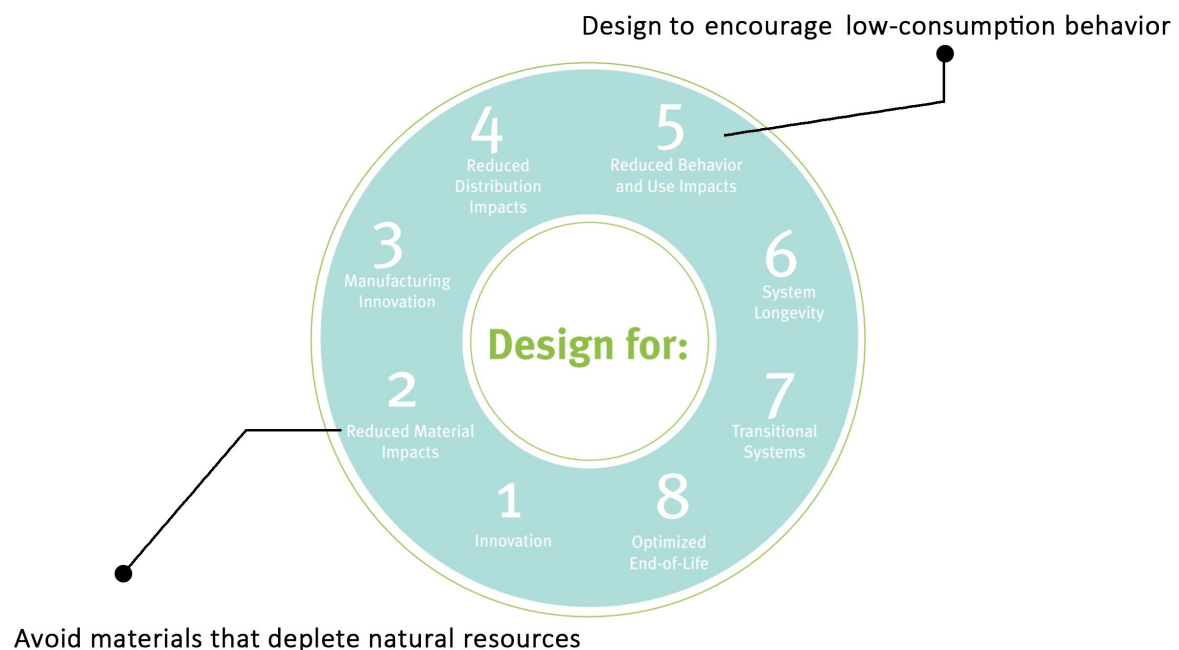 Design to encourage low-consumption behavior
4
Reduced
Distribution
Impacts
5
Reduced Behavior
and Use Impacts
3
Manufacturing
Innovation
6
System
Longevity
Design for:
2
Reduced Material
Impacts
7
Transitional
Systems
1
Innovation
8
Optimized
End-of-Life
Avoid materials that deplete natural resources